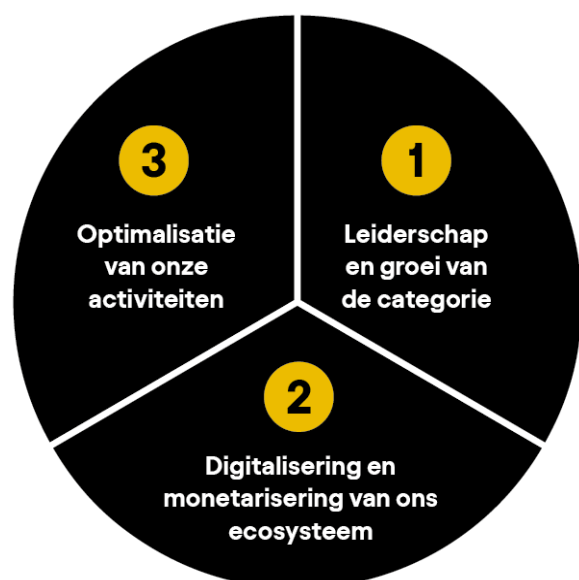 1
Leiderschap
en groei van
de categorie
2
Digitalisering en
monetarisering van ons
ecosysteem
3
Optimalisatie
van onze
activiteiten